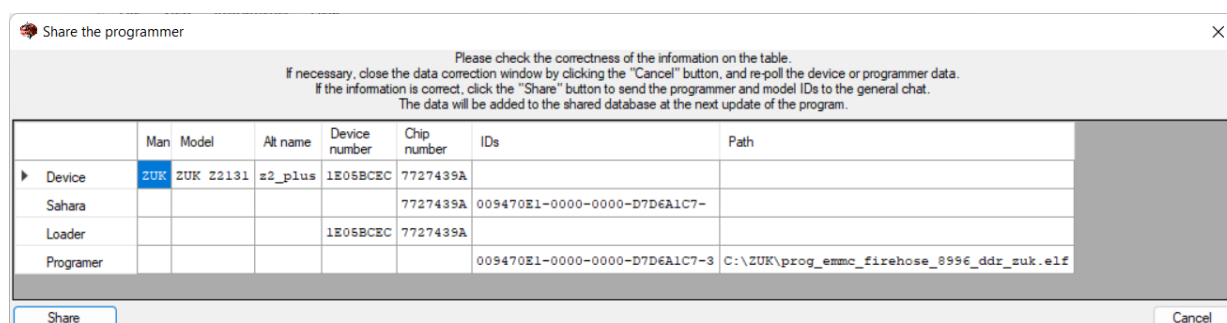 Share the programmer
Please check the correctness of the information on the table.
If necessary, close the data correction window by clicking the "Cancel" button, and re-poll the device or programmer data.
If the information is correct, click the "Share" button to send the programmer and model IDs to the general chat.
The data will be added to the shared database at the next update of the program.
Man Model Alt name Device number Chip number IDs Path
Device ZUK ZUK Z2131 z2_plus 1E05BCEC 7727439A
Sahara 7727439A 009470E1-0000-0000-D7D6A1C7-
Loader 1E05BCEC 7727439A
Programer 009470E1-0000-0000-D7D6A1C7-3 C:\ZUK\prog_emmc_firehose_8996_ddr_zuk.elf
Share Cancel